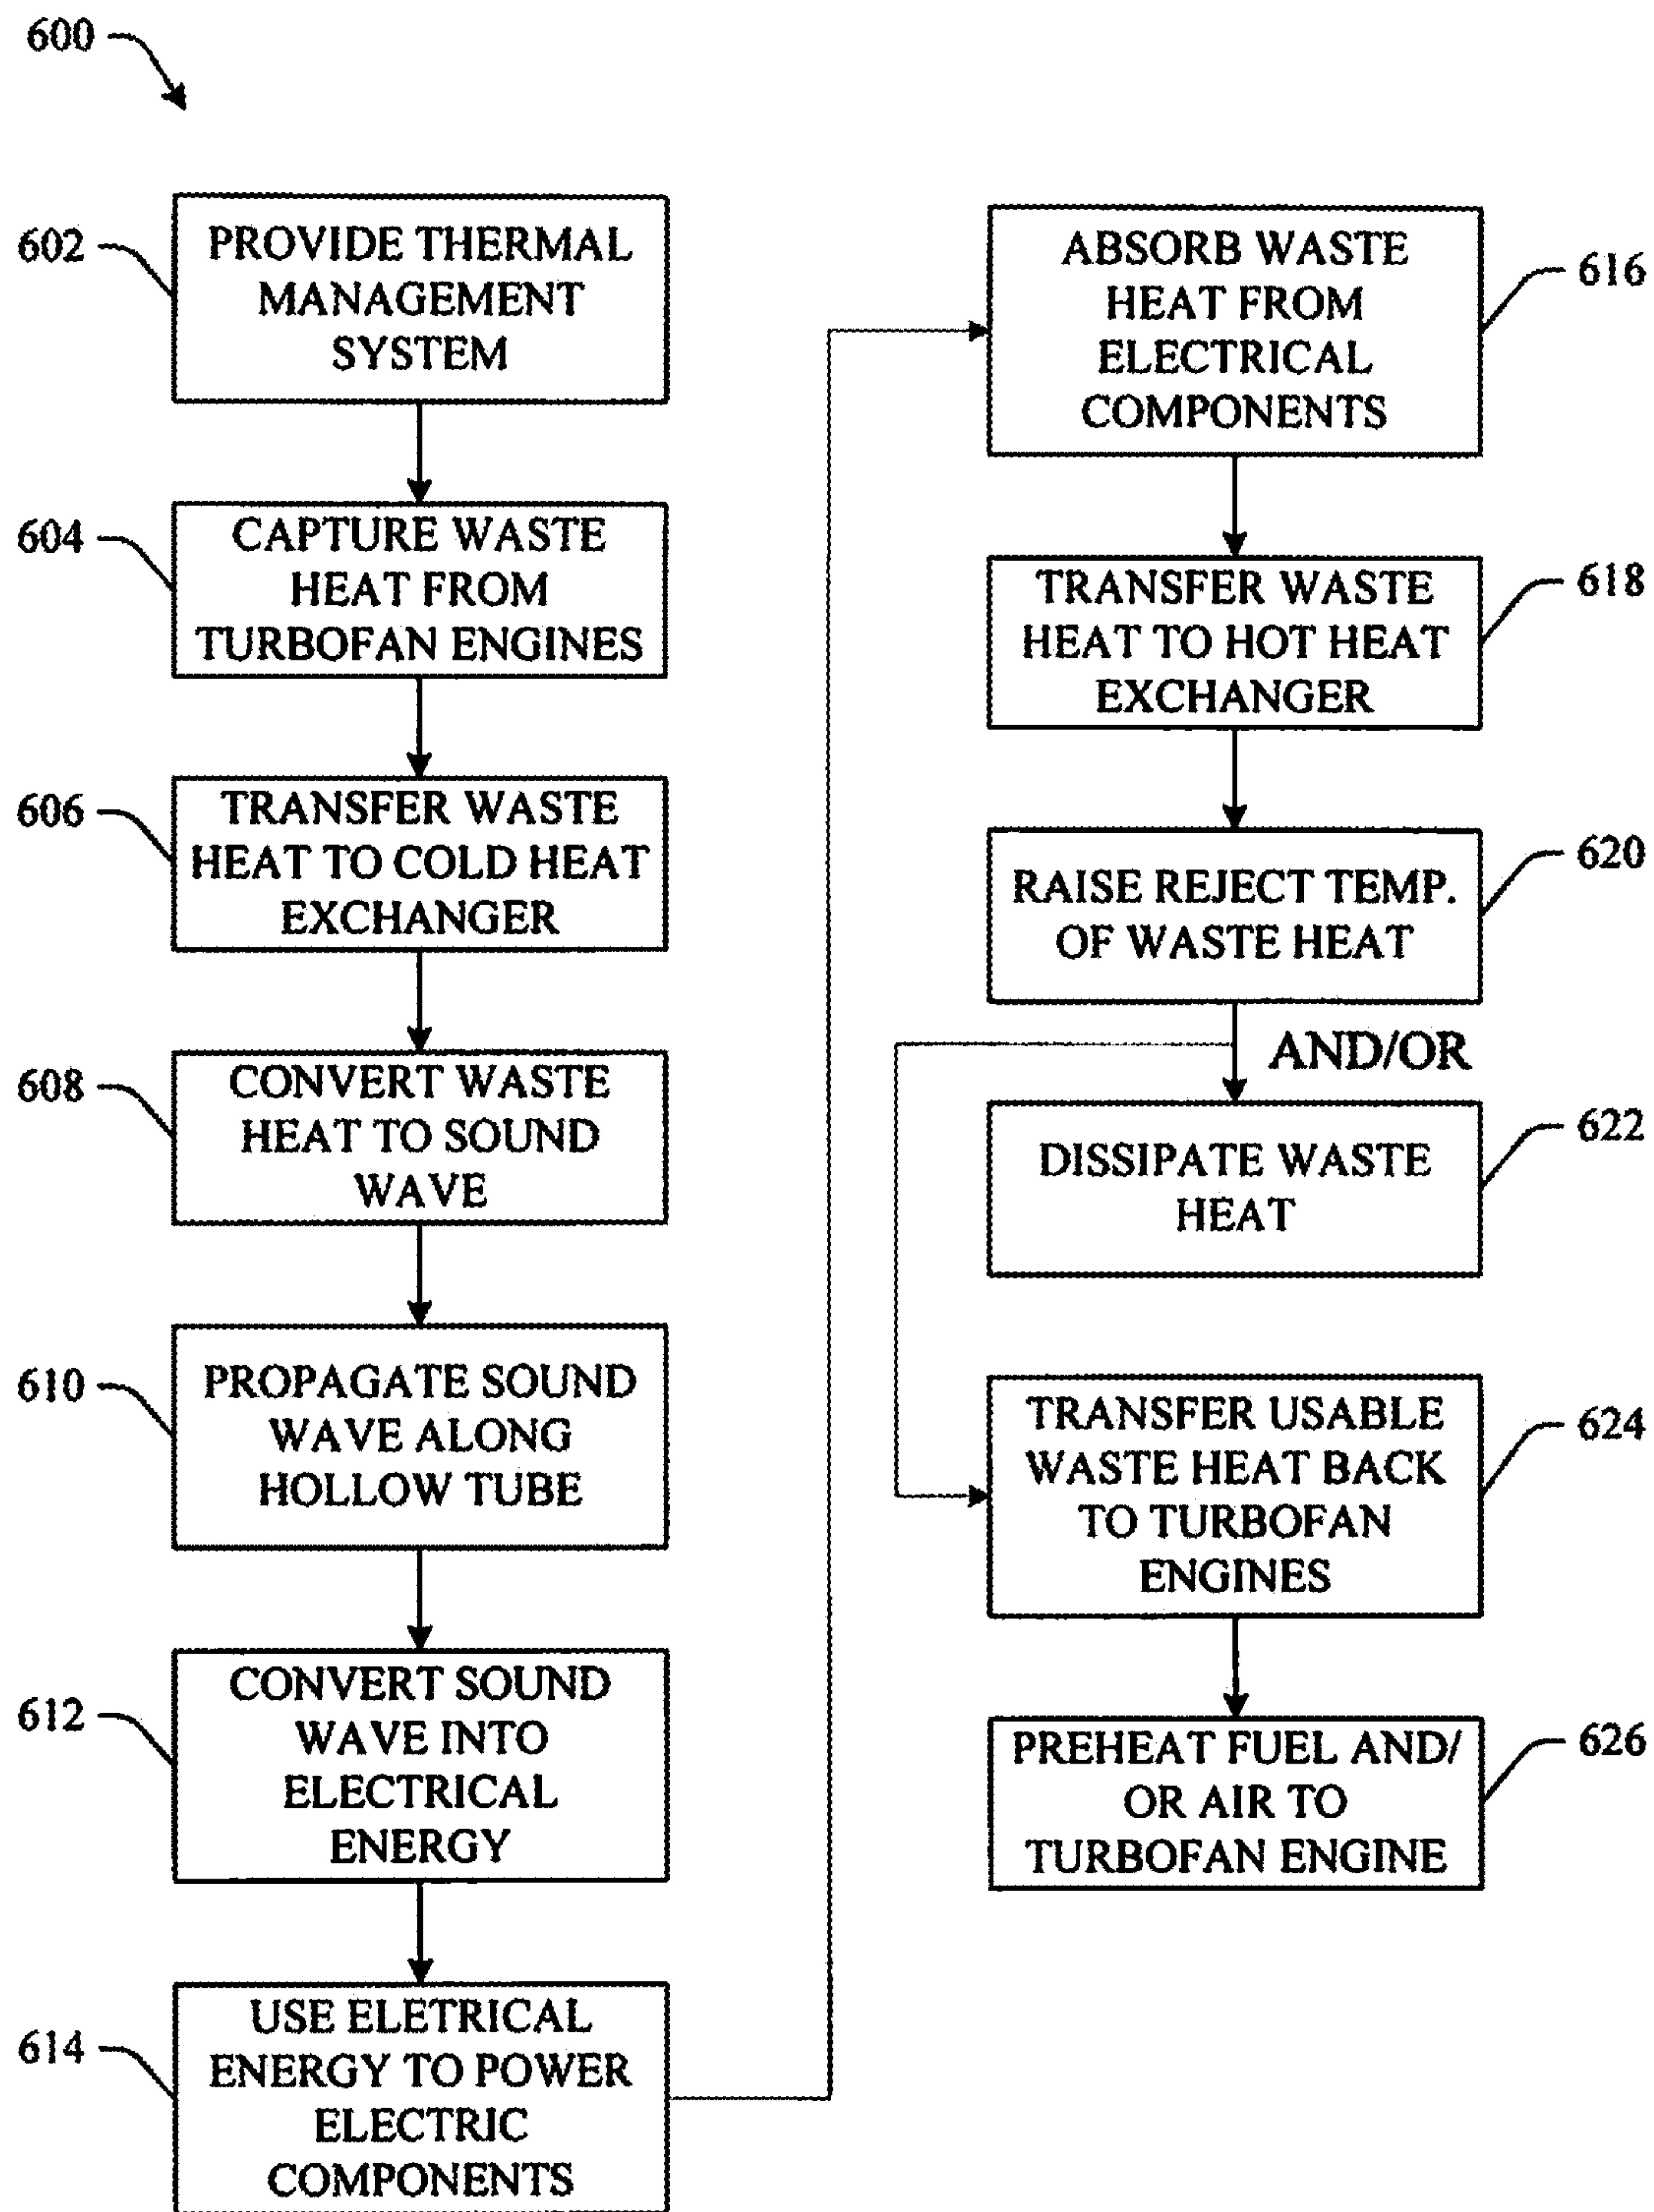 600
602
PROVIDE THERMAL
MANAGEMENT
SYSTEM
604
CAPTURE WASTE
HEAT FROM
TURBOFAN ENGINES
606
TRANSFER WASTE
HEAT TO COLD HEAT
EXCHANGER
608
CONVERT WASTE
HEAT TO SOUND
WAVE
610
PROPAGATE SOUND
WAVE ALONG
HOLLOW TUBE
612
CONVERT SOUND
WAVE INTO
ELECTRICAL
ENERGY
614
USE ELETRICAL
ENERGY TO POWER
ELECTRIC
COMPONENTS
ABSORB WASTE
HEAT FROM
ELECTRICAL
COMPONENTS
616
TRANSFER WASTE
HEAT TO HOT HEAT
EXCHANGER
618
RAISE REJECT TEMP.
OF WASTE HEAT
620
AND/OR
DISSIPATE WASTE
HEAT
622
TRANSFER USABLE
WASTE HEAT BACK
TO TURBOFAN
ENGINES
624
PREHEAT FUEL AND/
OR AIR TO
TURBOFAN ENGINE
626